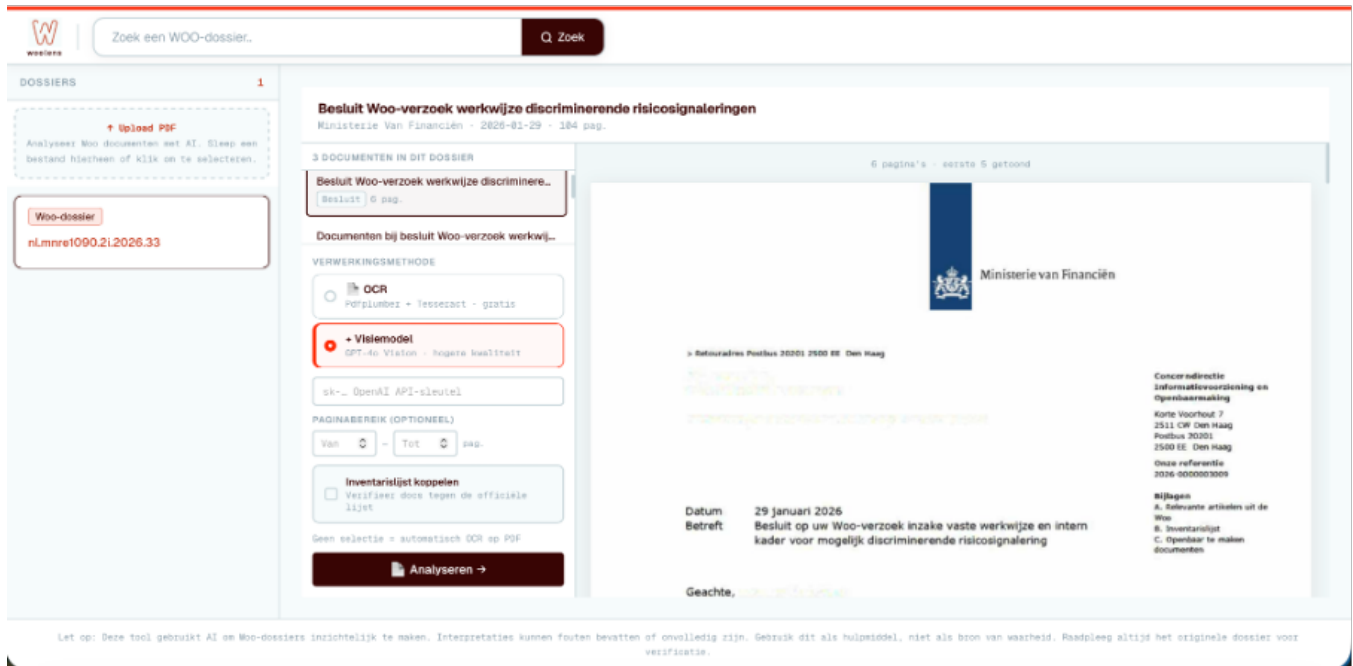 woolens
Zoek een WOO-dossier..
Zoek
DOSSIERS 1
↑ Upload PDF
Analyseer Woo documenten met AI. Sleep een
bestand hierheen of klik om te selecteren.
Woo-dossier
nl.mnre1090.2i.2026.33
Besluit Woo-verzoek werkwijze discriminerende risicosignaleringen
Ministerie Van Financiën · 2026-01-29 · 104 pag.
3 DOCUMENTEN IN DIT DOSSIER
Besluit Woo-verzoek werkwijze discriminere...
Besluit 6 pag.
Documenten bij besluit Woo-verzoek werkwij...
VERWERKINGSMETHODE
OCR
Pdfplumber + Tesseract · gratis
+ Visiemodel
GPT-4o Vision · hogere kwaliteit
sk-… OpenAI API-sleutel
PAGINABEREIK (OPTIONEEL)
Van – Tot pag.
Inventarislijst koppelen
Verifieer docs tegen de officiële
lijst
Geen selectie = automatisch OCR op PDF
Analyseren →
6 pagina's · eerste 5 getoond
Ministerie van Financiën
> Retouradres Postbus 20201 2500 EE Den Haag
Concerndirectie
Informatievoorziening en
Openbaarmaking
Korte Voorhout 7
2511 CW Den Haag
Postbus 20201
2500 EE Den Haag
Onze referentie
2026-0000003009
Bijlagen
A. Relevante artikelen uit de
Woo
B. Inventarislijst
C. Openbaar te maken
documenten
Datum 29 januari 2026
Betreft Besluit op uw Woo-verzoek inzake vaste werkwijze en intern
kader voor mogelijk discriminerende risicosignalering
Geachte,
Let op: Deze tool gebruikt AI om Woo-dossiers inzichtelijk te maken. Interpretaties kunnen fouten bevatten of onvolledig zijn. Gebruik dit als hulpmiddel, niet als bron van waarheid. Raadpleeg altijd het originele dossier voor
verificatie.